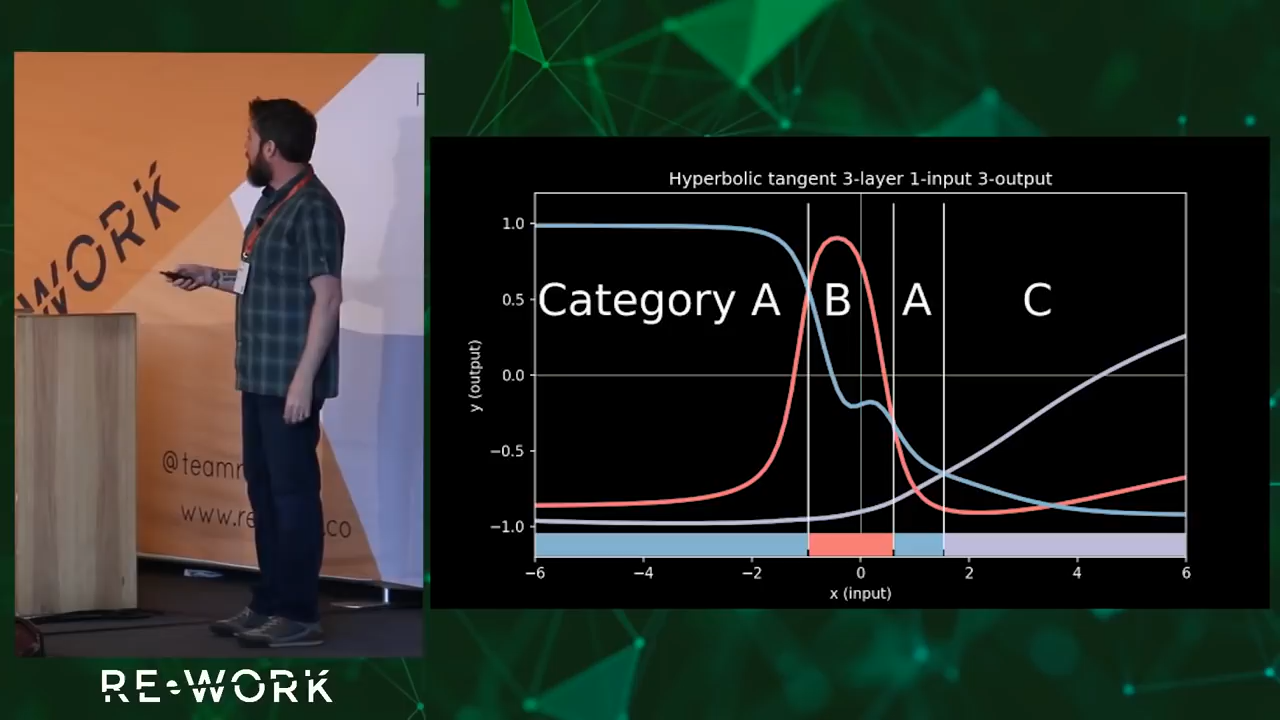 H
WORK
@teamr
www.re
.co
RE•WORK
Hyperbolic tangent 3-layer 1-input 3-output
1.0
0.5
0.0
−0.5
−1.0
y (output)
Category A
B
A
C
−6
−4
−2
0
2
4
6
x (input)